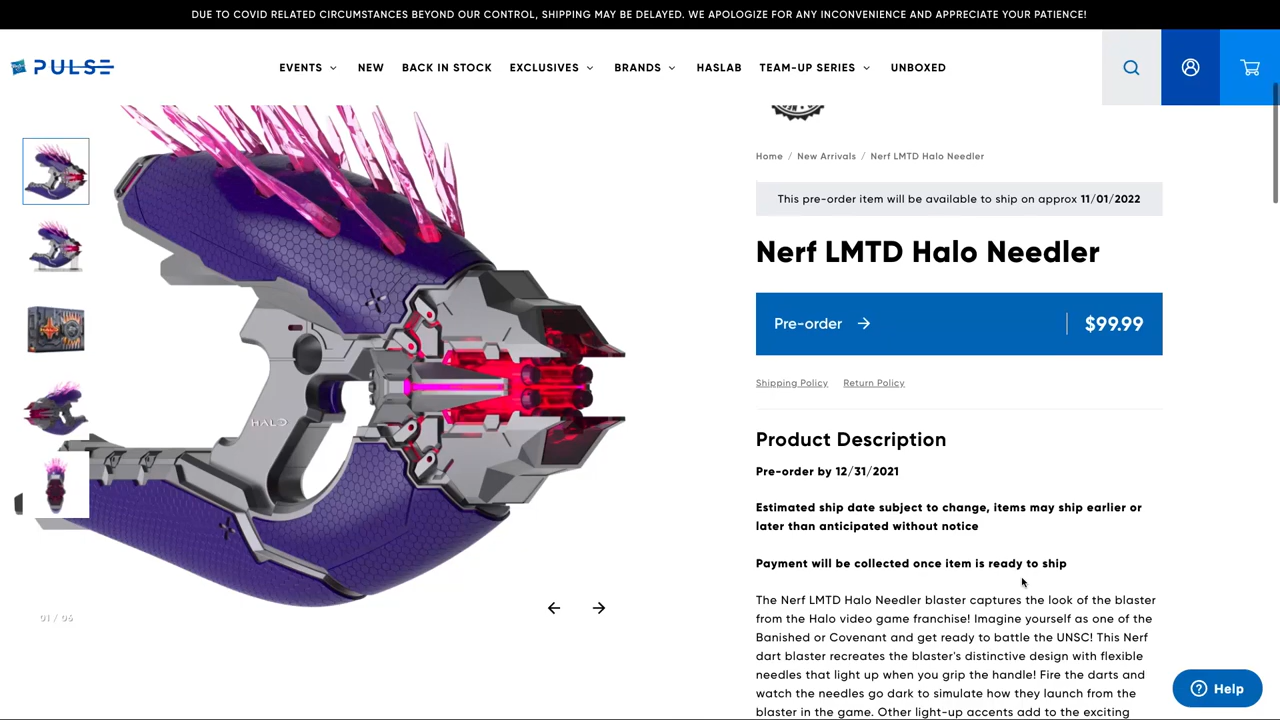 DUE TO COVID RELATED CIRCUMSTANCES BEYOND OUR CONTROL, SHIPPING MAY BE DELAYED. WE APOLOGIZE FOR ANY INCONVENIENCE AND APPRECIATE YOUR PATIENCE!
PULSE
EVENTS
NEW
BACK IN STOCK
EXCLUSIVES
BRANDS
HASLAB
TEAM-UP SERIES
UNBOXED
Home / New Arrivals / Nerf LMTD Halo Needler
This pre-order item will be available to ship on approx 11/01/2022
Nerf LMTD Halo Needler
Pre-order → $99.99
Shipping Policy
Return Policy
HALO
Product Description
Pre-order by 12/31/2021
Estimated ship date subject to change, items may ship earlier or
later than anticipated without notice
Payment will be collected once item is ready to ship
The Nerf LMTD Halo Needler blaster captures the look of the blaster
from the Halo video game franchise! Imagine yourself as one of the
Banished or Covenant and get ready to battle the UNSC! This Nerf
dart blaster recreates the blaster's distinctive design with flexible
needles that light up when you grip the handle! Fire the darts and
watch the needles go dark to simulate how they launch from the
blaster in the game. Other light-up accents add to the exciting
01 / 06
Help